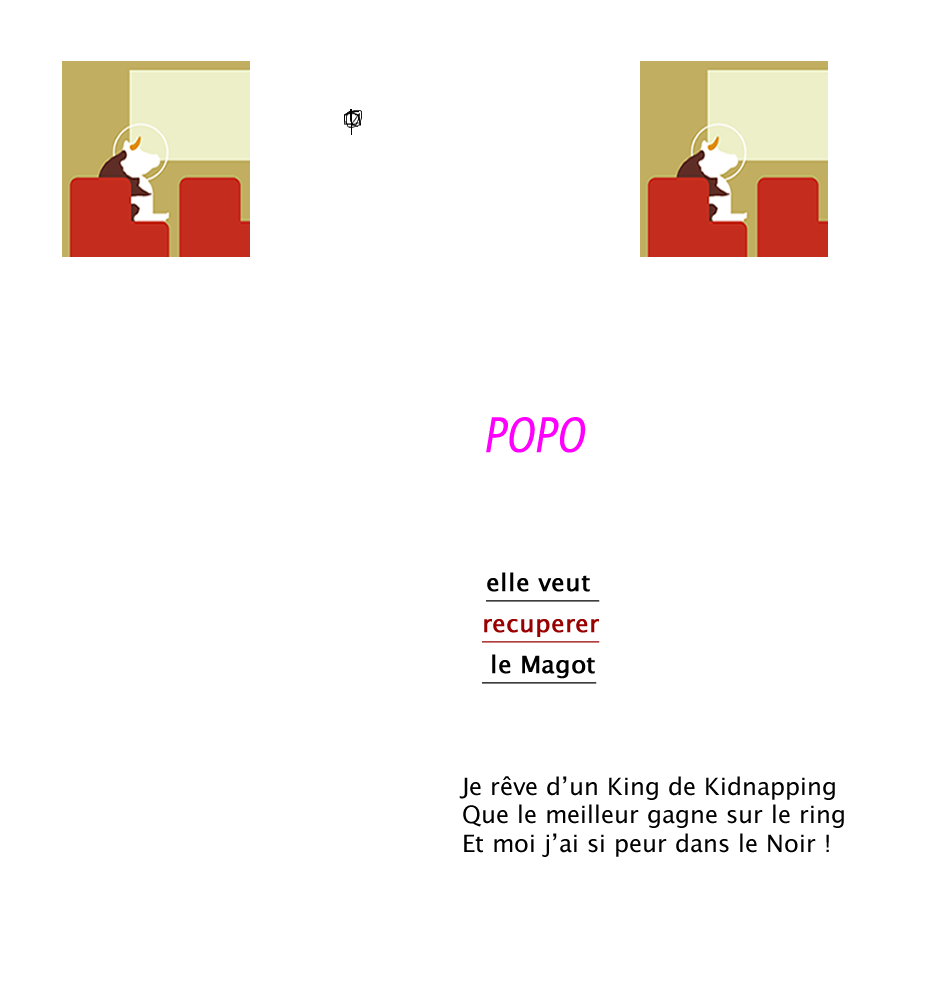 POPO
elle veut
recuperer
le Magot
Je rêve d’un King de Kidnapping
Que le meilleur gagne sur le ring
Et moi j’ai si peur dans le Noir !